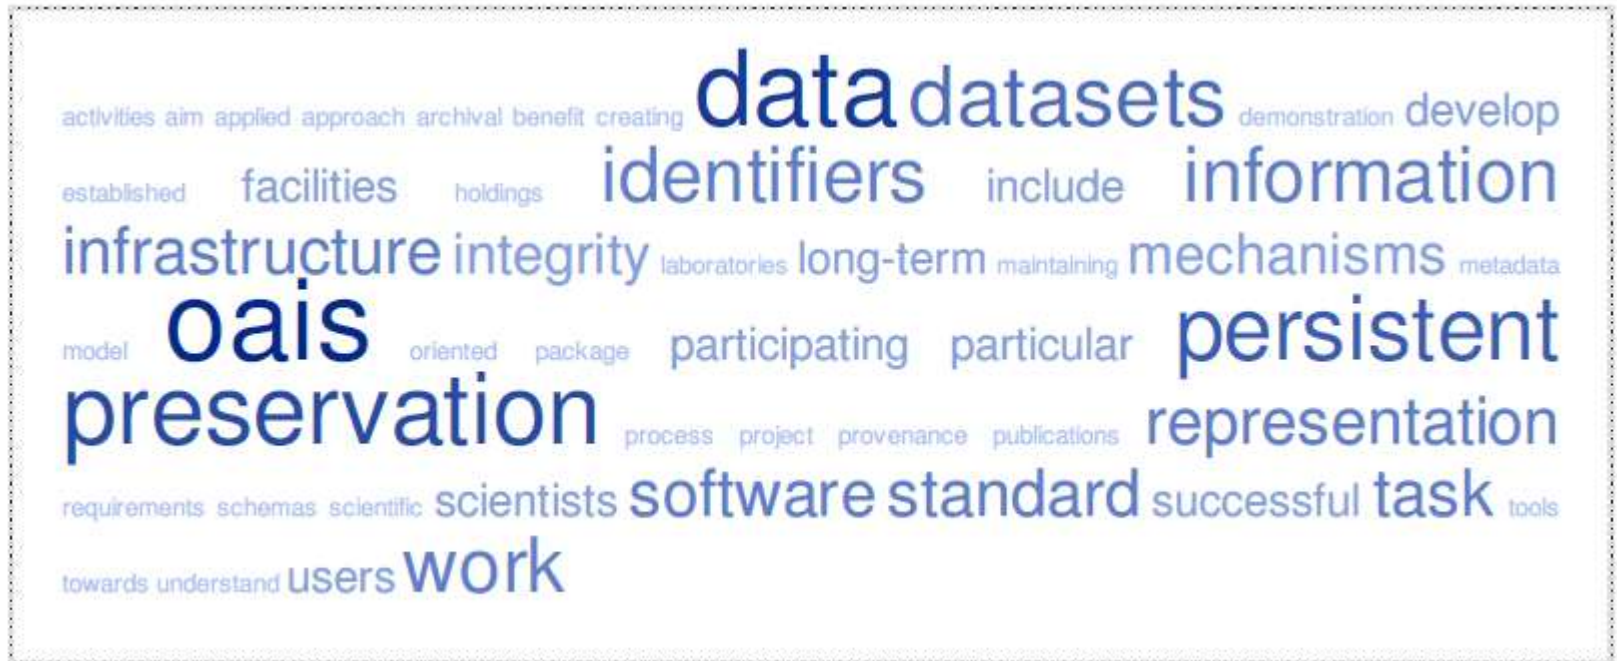 activities aim applied approach archival benefit creating data datasets demonstration develop
established facilities holdings identifiers include information
infrastructure integrity laboratories long-term maintaining mechanisms metadata
model oais oriented package participating particular persistent
preservation process project provenance publications representation
requirements schemas scientific scientists software standard successful task tools
towards understand users work